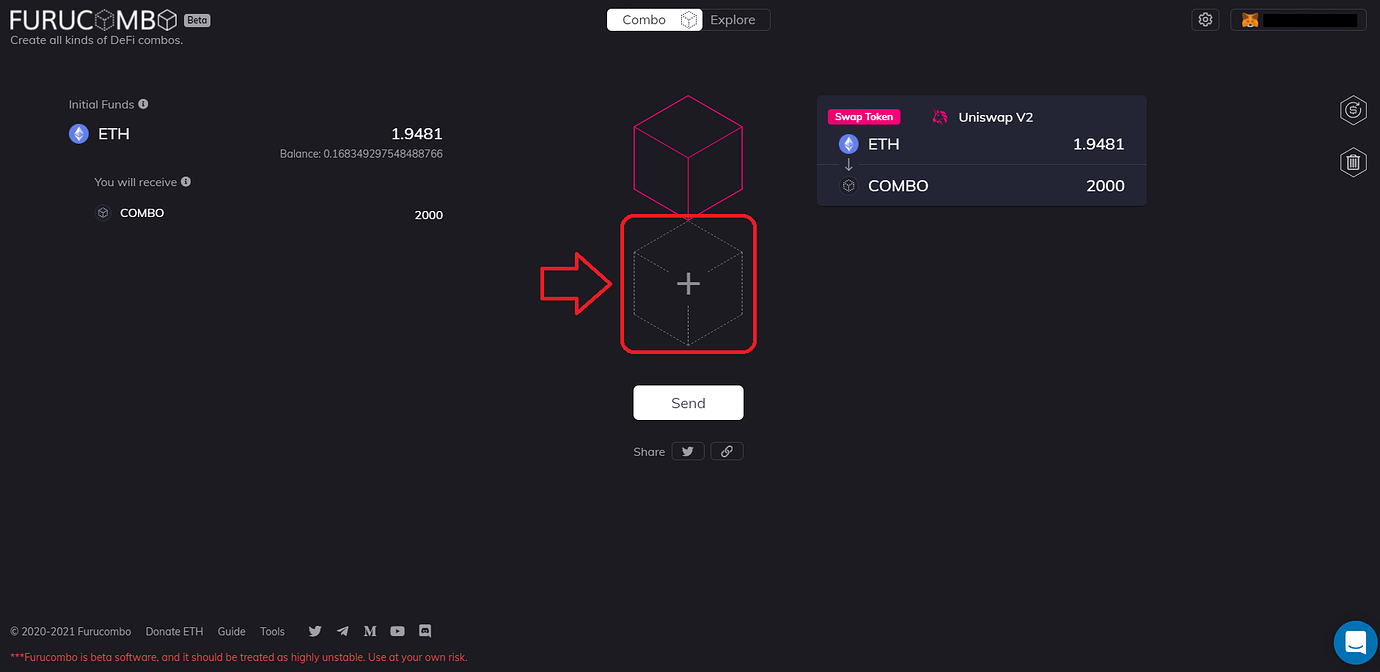 FURUCOMBO Beta
Create all kinds of DeFi combos.
Combo Explore
Initial Funds
ETH 1.9481
Balance: 0.168349297548488766
You will receive
COMBO 2000
Swap Token Uniswap V2
ETH 1.9481
COMBO 2000
Send
Share
© 2020-2021 Furucombo Donate ETH Guide Tools
***Furucombo is beta software, and it should be treated as highly unstable. Use at your own risk.